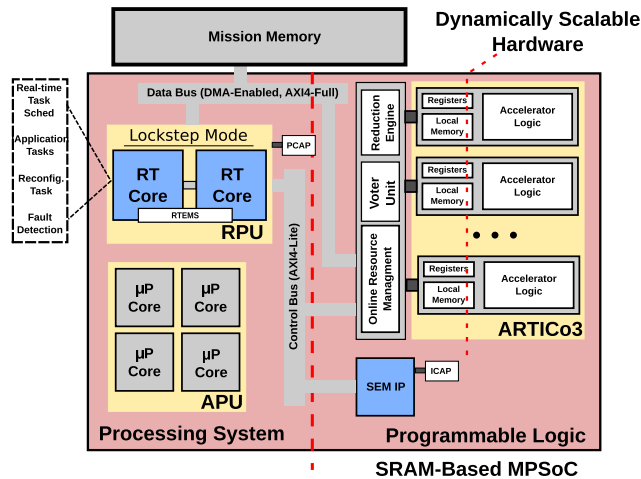 Dynamically Scalable
Hardware
Mission Memory
Data Bus (DMA-Enabled, AXI4-Full)
Real-time
Task
Sched
Application
Tasks
Reconfig.
Task
Fault
Detection
Lockstep Mode
PCAP
RT
Core
RT
Core
RTEMS
RPU
µP
Core
µP
Core
µP
Core
µP
Core
APU
Control Bus (AXI4-Lite)
Reduction
Engine
Voter
Unit
Online Resource
Managment
Registers
Local
Memory
Accelerator
Logic
Registers
Local
Memory
Accelerator
Logic
Registers
Local
Memory
Accelerator
Logic
ARTICo3
SEM IP
ICAP
Processing System
Programmable Logic
SRAM-Based MPSoC